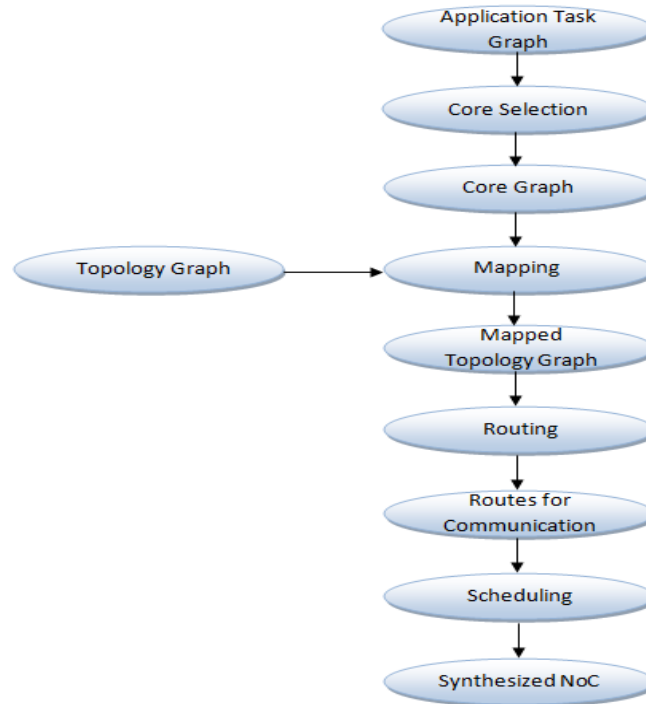 Application Task
Graph
Core Selection
Core Graph
Topology Graph
Mapping
Mapped
Topology Graph
Routing
Routes for
Communication
Scheduling
Synthesized NoC